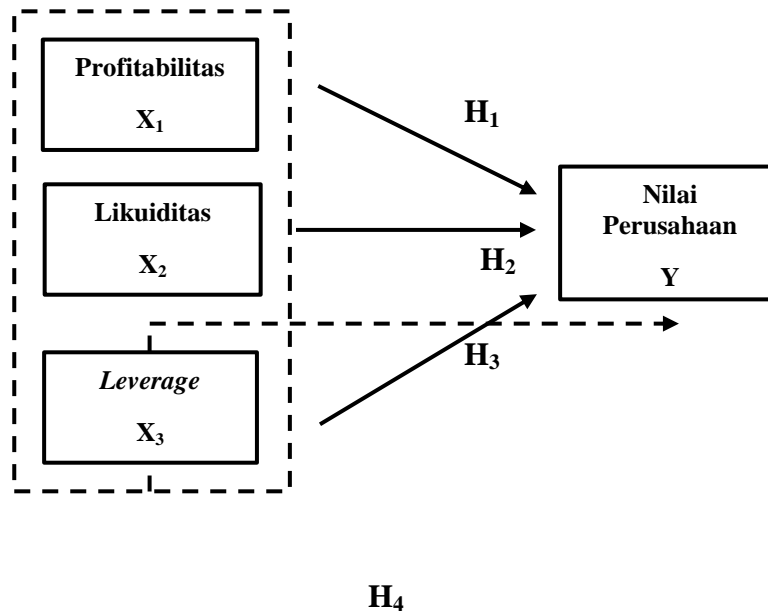 Profitabilitas
X₁
H₁
Likuiditas
X₂
H₂
Nilai
Perusahaan
Y
Leverage
X₃
H₃
H₄